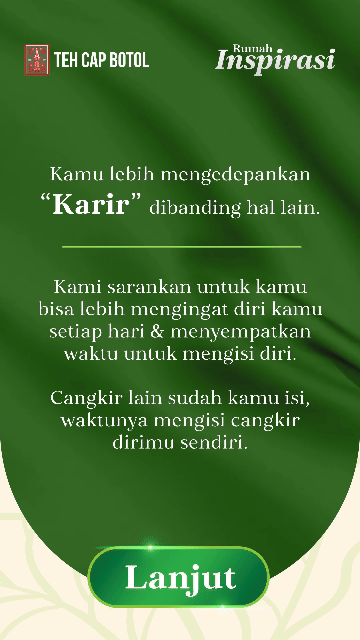 TEH CAP BOTOL
Rumah
Inspirasi
Kamu lebih mengedepankan
“Karir” dibanding hal lain.
Kami sarankan untuk kamu
bisa lebih mengingat diri kamu
setiap hari & menyempatkan
waktu untuk mengisi diri.
Cangkir lain sudah kamu isi,
waktunya mengisi cangkir
dirimu sendiri.
Lanjut